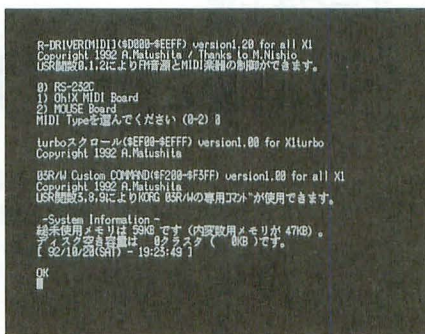 R-DRIVER[MIDI]($D000-$EEFF) version1.20 for all X1
Copyright 1992 A.Matushita / Thanks to M.Nishio
USR関数0,1,2によりFM音源とMIDI楽器の制御ができます。
0) RS-232C
1) Oh!X MIDI Board
2) MOUSE Board
MIDI Typeを選んでください (0-2) 0
turboスクロール($EF00-$EFFF) version1.00 for X1turbo
Copyright 1992 A.Matushita
05R/W Custom COMMAND($F200-$F3FF) version1.00 for all X1
Copyright 1992 A.Matushita
USR関数3,8,9によりKORG 05R/Wの専用コマンドが使用できます。
-System Information-
総未使用メモリは 59KB です (内変数用メモリが 47KB) 。
ディスク空き容量は 0クラスタ ( 0KB )です。
[ 92/10/20(SAT) - 19:23:49 ]
OK